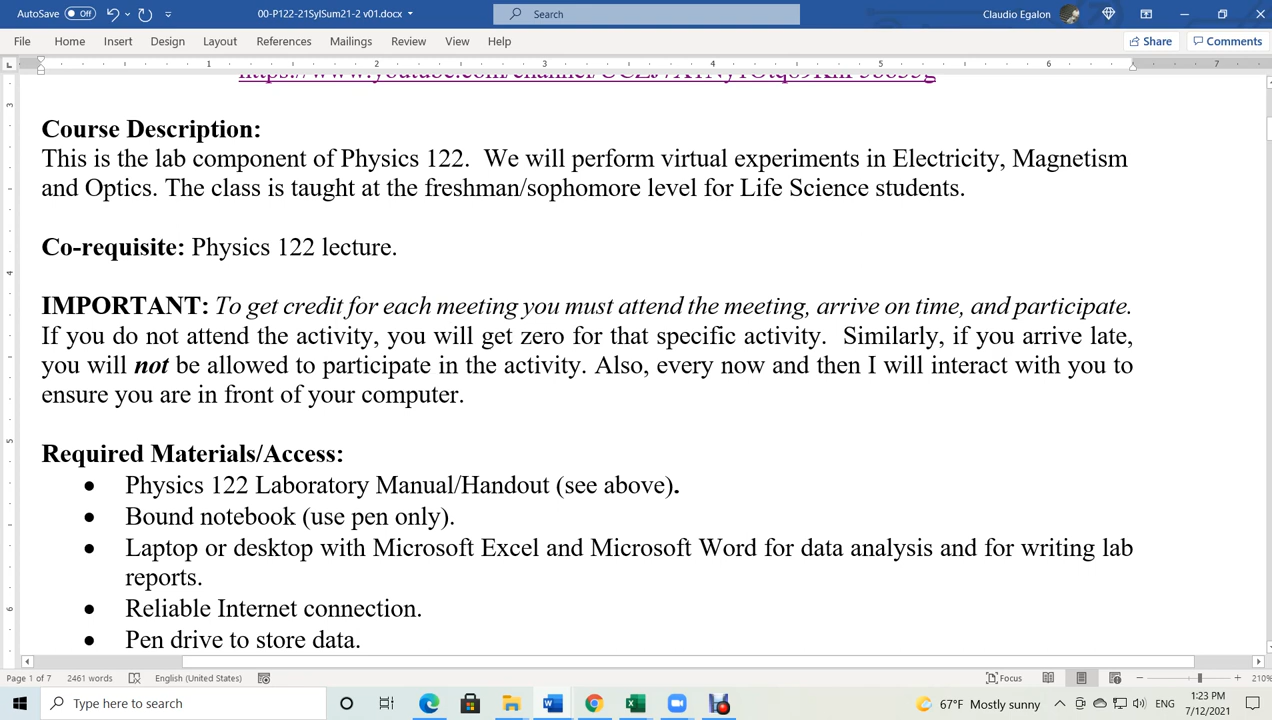 AutoSave Off 00-P122-21SylSum21-2 v01.docx Search Claudio Egalon
File Home Insert Design Layout References Mailings Review View Help Share Comments
1 2 3 4 5 6 7
Course Description:
This is the lab component of Physics 122.  We will perform virtual experiments in Electricity, Magnetism
and Optics. The class is taught at the freshman/sophomore level for Life Science students.
Co-requisite: Physics 122 lecture.
IMPORTANT: To get credit for each meeting you must attend the meeting, arrive on time, and participate.
If you do not attend the activity, you will get zero for that specific activity.  Similarly, if you arrive late,
you will not be allowed to participate in the activity. Also, every now and then I will interact with you to
ensure you are in front of your computer.
Required Materials/Access:
• Physics 122 Laboratory Manual/Handout (see above).
• Bound notebook (use pen only).
• Laptop or desktop with Microsoft Excel and Microsoft Word for data analysis and for writing lab
reports.
• Reliable Internet connection.
• Pen drive to store data.
Page 1 of 7 2461 words English (United States) Focus 210%
Type here to search 67°F Mostly sunny ENG 1:23 PM
7/12/2021